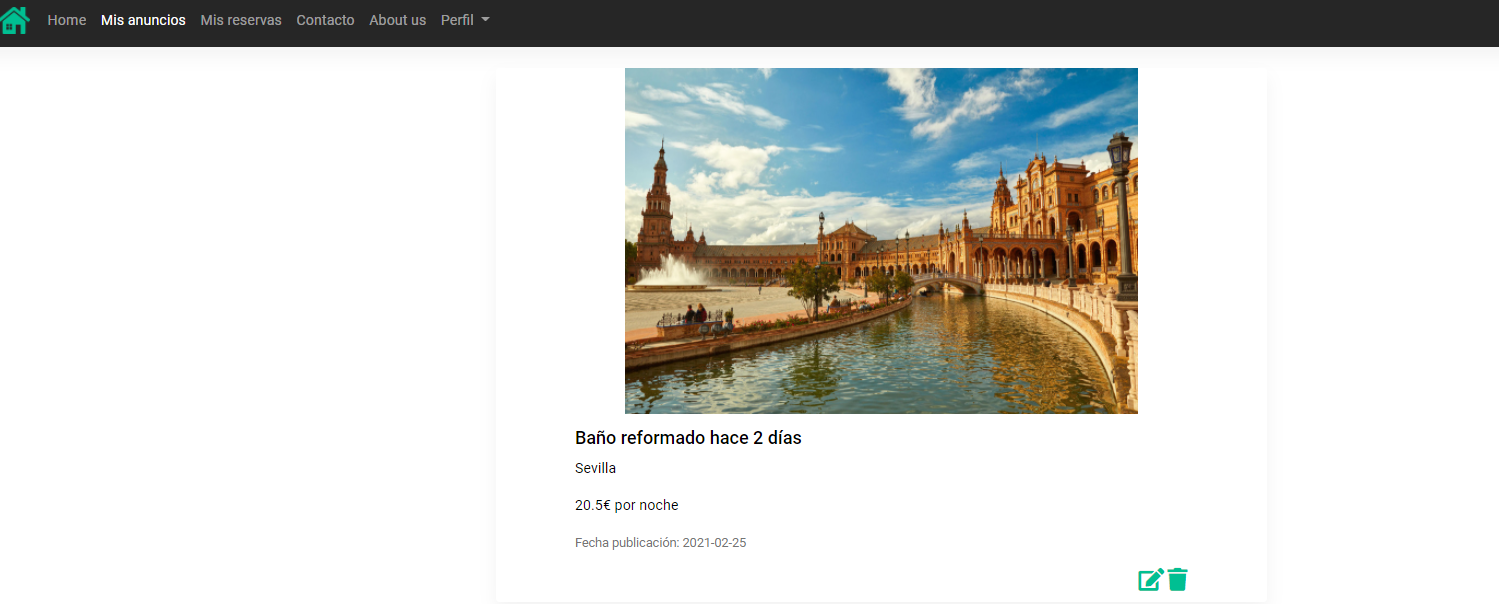 Home Mis anuncios Mis reservas Contacto About us Perfil
Baño reformado hace 2 días
Sevilla
20.5€ por noche
Fecha publicación: 2021-02-25